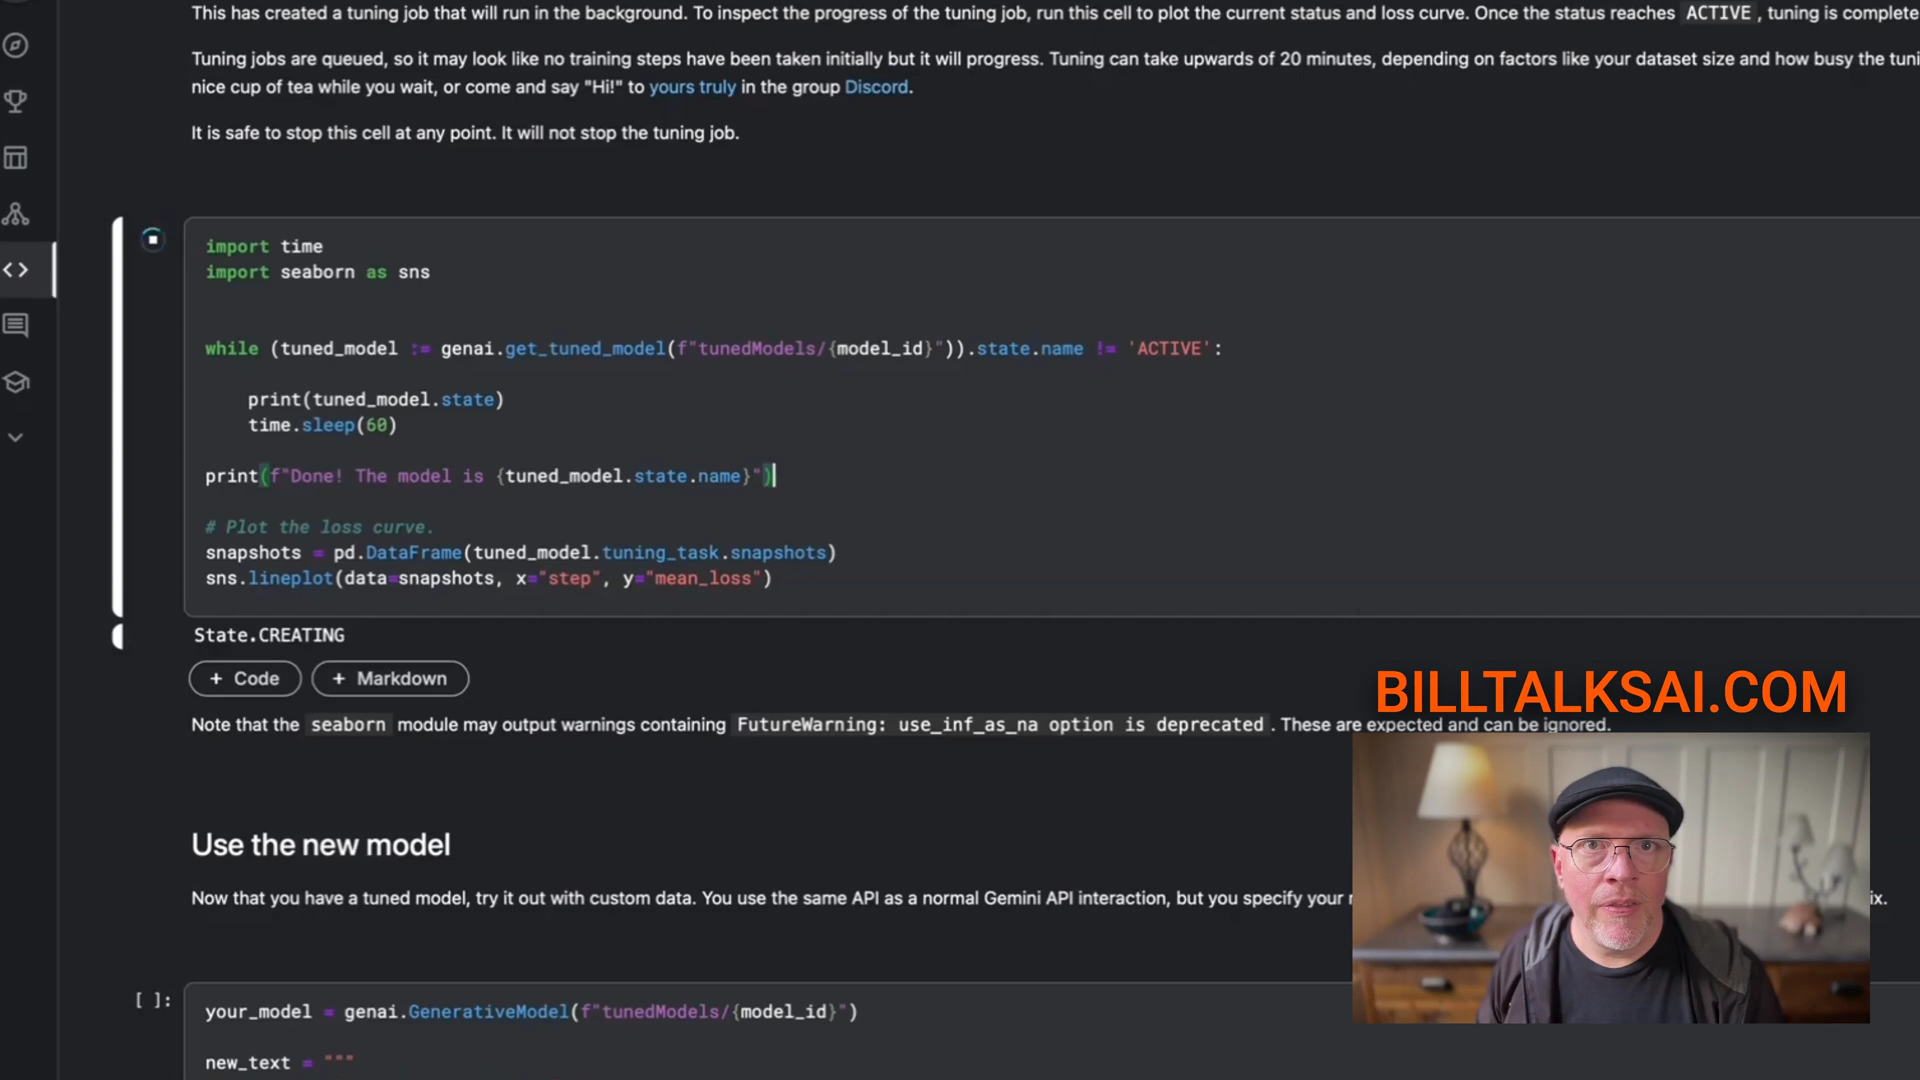 This has created a tuning job that will run in the background. To inspect the progress of the tuning job, run this cell to plot the current status and loss curve. Once the status reaches ACTIVE, tuning is complete
Tuning jobs are queued, so it may look like no training steps have been taken initially but it will progress. Tuning can take upwards of 20 minutes, depending on factors like your dataset size and how busy the tuni
nice cup of tea while you wait, or come and say "Hi!" to yours truly in the group Discord.
It is safe to stop this cell at any point. It will not stop the tuning job.
import time
import seaborn as sns
while (tuned_model := genai.get_tuned_model(f"tunedModels/{model_id}")).state.name != 'ACTIVE':
print(tuned_model.state)
time.sleep(60)
print(f"Done! The model is {tuned_model.state.name}")
# Plot the loss curve.
snapshots = pd.DataFrame(tuned_model.tuning_task.snapshots)
sns.lineplot(data=snapshots, x="step", y="mean_loss")
State.CREATING
+ Code + Markdown
BILLTALKSAI.COM
Note that the seaborn module may output warnings containing FutureWarning: use_inf_as_na option is deprecated. These are expected and can be ignored.
Use the new model
Now that you have a tuned model, try it out with custom data. You use the same API as a normal Gemini API interaction, but you specify your r ix.
[ ]: your_model = genai.GenerativeModel(f"tunedModels/{model_id}")
new_text = """